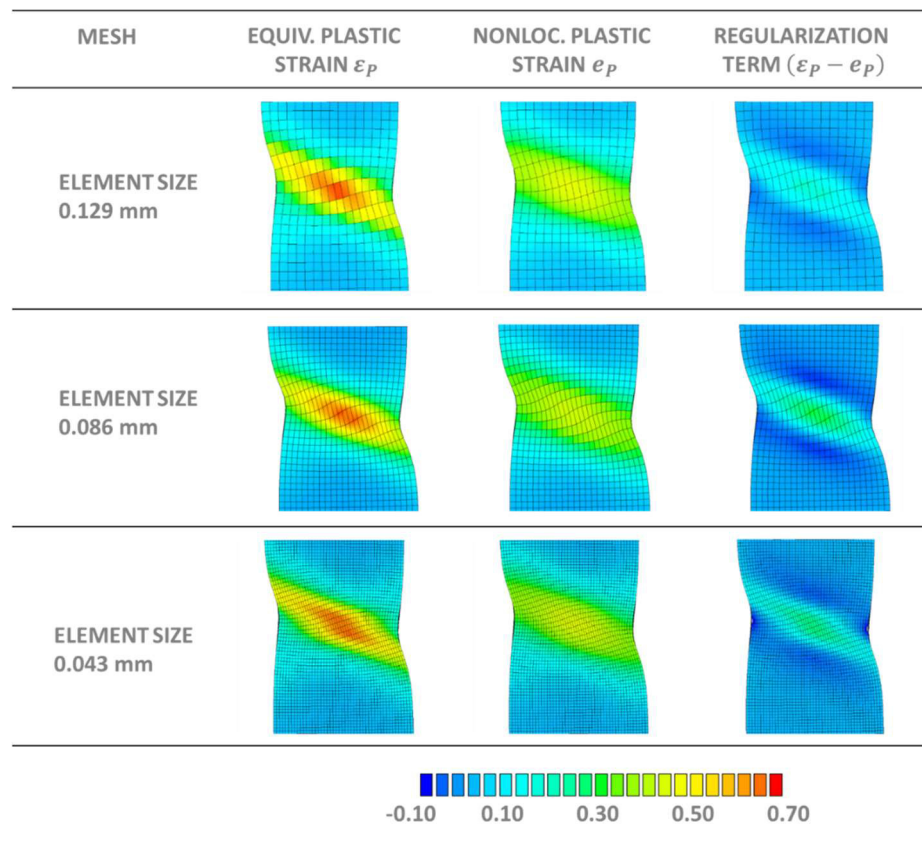 MESH
EQUIV. PLASTIC
STRAIN εₚ
NONLOC. PLASTIC
STRAIN eₚ
REGULARIZATION
TERM (εₚ − eₚ)
ELEMENT SIZE
0.129 mm
ELEMENT SIZE
0.086 mm
ELEMENT SIZE
0.043 mm
-0.10 0.10 0.30 0.50 0.70